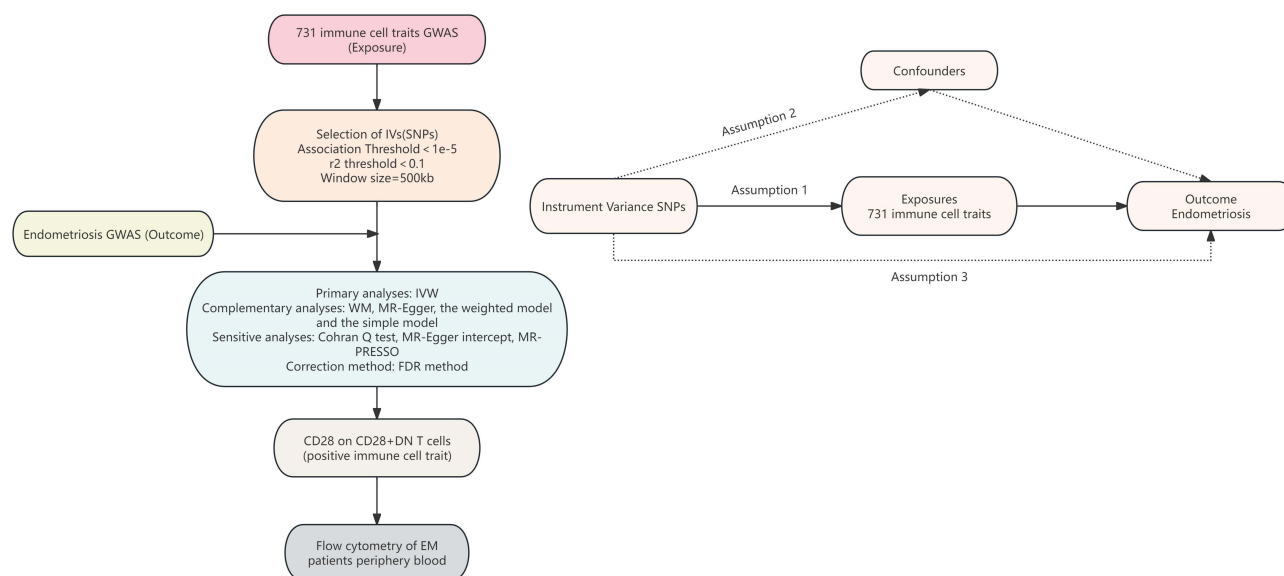 731 immune cell traits GWAS
(Exposure)
Selection of IVs(SNPs)
Association Threshold < 1e-5
r2 threshold < 0.1
Window size=500kb
Endometriosis GWAS (Outcome)
Primary analyses: IVW
Complementary analyses: WM, MR-Egger, the weighted model
and the simple model
Sensitive analyses: Cohran Q test, MR-Egger intercept, MR-
PRESSO
Correction method: FDR method
CD28 on CD28+DN T cells
(positive immune cell trait)
Flow cytometry of EM
patients periphery blood
Confounders
Assumption 2
Instrument Variance SNPs
Assumption 1
Exposures
731 immune cell traits
Outcome
Endometriosis
Assumption 3